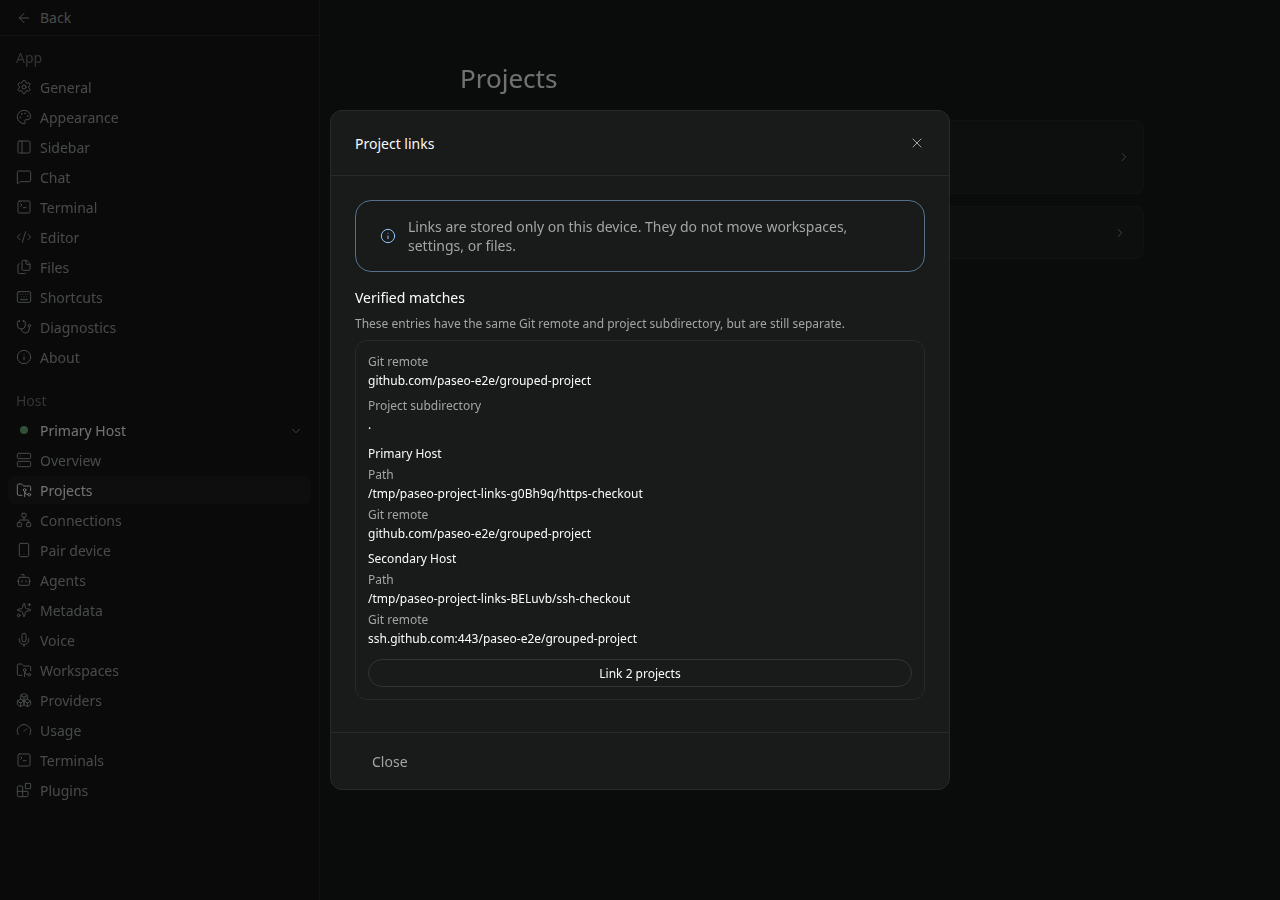 Back
App
General
Appearance
Sidebar
Chat
Terminal
Editor
Files
Shortcuts
Diagnostics
About
Host
Primary Host
Overview
Projects
Connections
Pair device
Agents
Metadata
Voice
Workspaces
Providers
Usage
Terminals
Plugins
Projects
Project links
Links are stored only on this device. They do not move workspaces,
settings, or files.
Verified matches
These entries have the same Git remote and project subdirectory, but are still separate.
Git remote
github.com/paseo-e2e/grouped-project
Project subdirectory
.
Primary Host
Path
/tmp/paseo-project-links-g0Bh9q/https-checkout
Git remote
github.com/paseo-e2e/grouped-project
Secondary Host
Path
/tmp/paseo-project-links-BELuvb/ssh-checkout
Git remote
ssh.github.com:443/paseo-e2e/grouped-project
Link 2 projects
Close